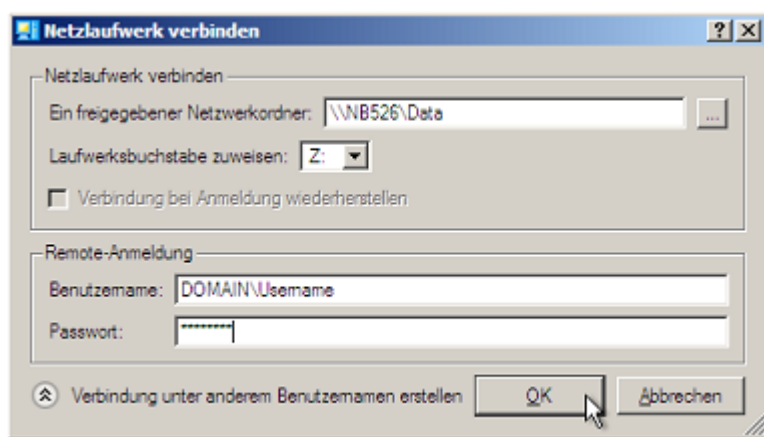 Netzlaufwerk verbinden
Netzlaufwerk verbinden
Ein freigegebener Netzwerkordner: \\NB526\Data ...
Laufwerksbuchstabe zuweisen: Z:
Verbindung bei Anmeldung wiederherstellen
Remote-Anmeldung
Benutzername: DOMAIN\Username
Passwort: ********
Verbindung unter anderem Benutzernamen erstellen OK Abbrechen